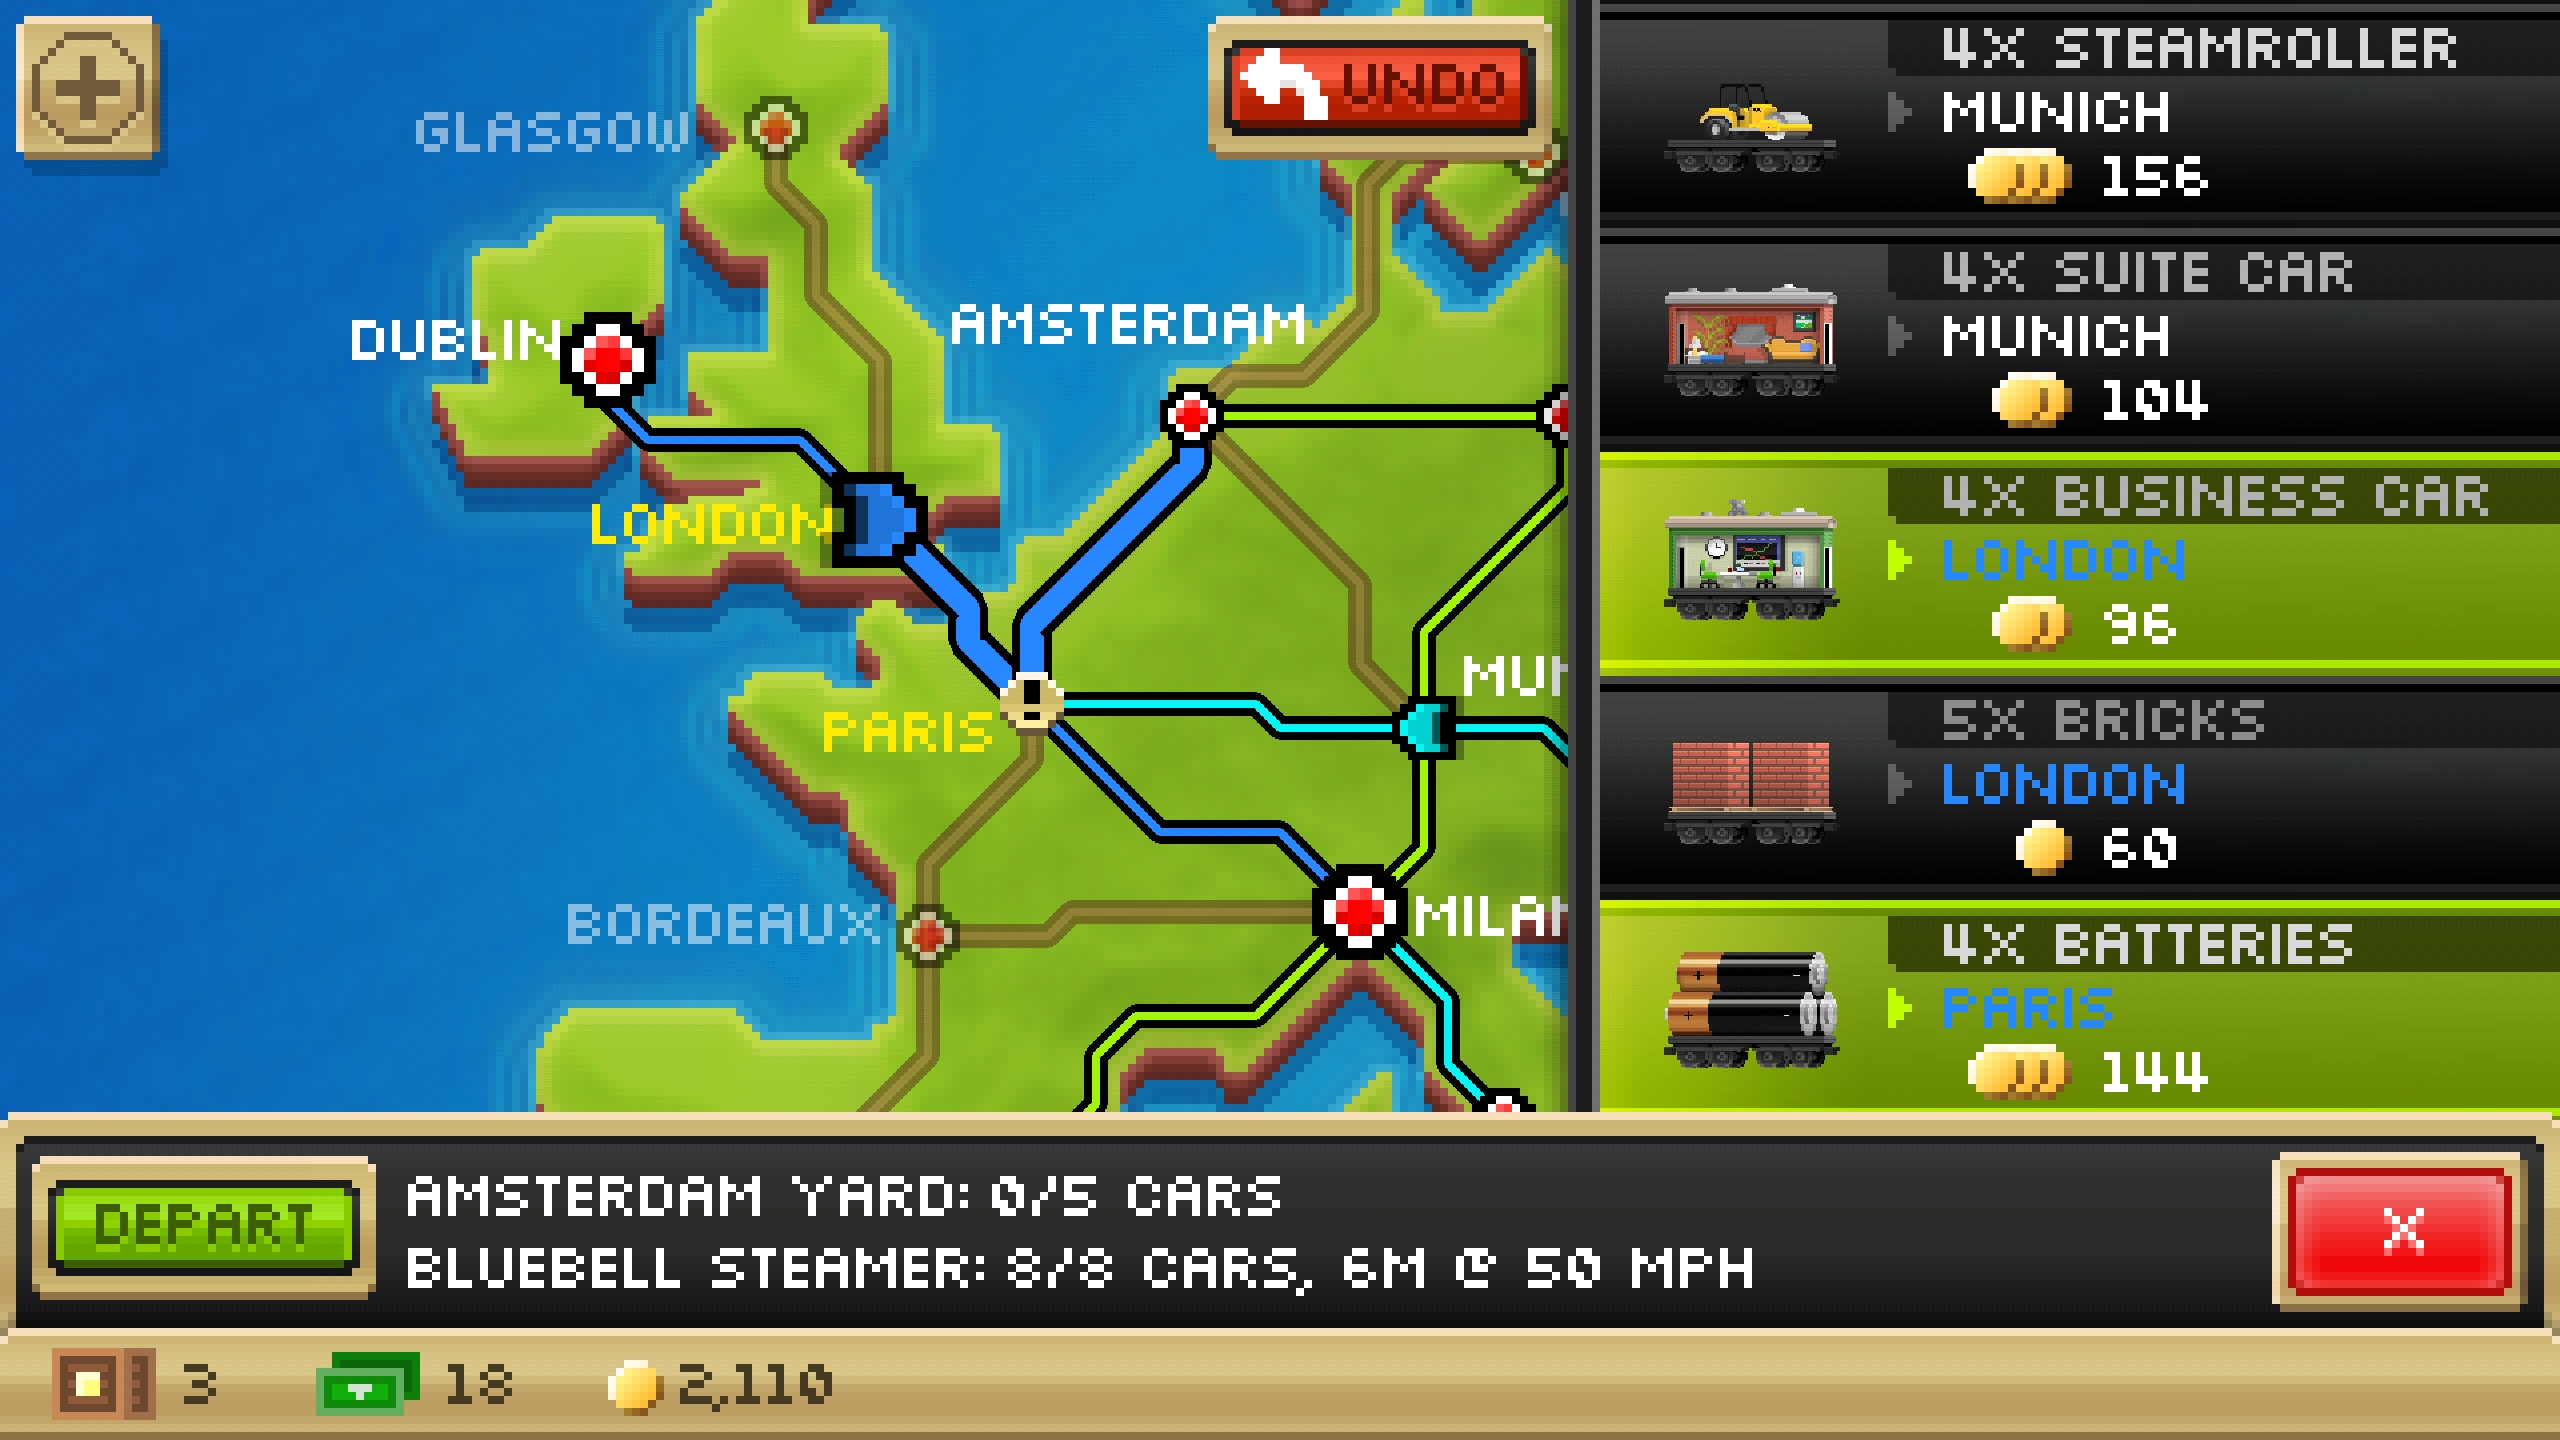 UNDO
GLASGOW
DUBLIN
AMSTERDAM
LONDON
MUN
PARIS
BORDEAUX
MILAN
4X STEAMROLLER
MUNICH
156
4X SUITE CAR
MUNICH
104
4X BUSINESS CAR
LONDON
96
5X BRICKS
LONDON
60
4X BATTERIES
PARIS
144
DEPART
AMSTERDAM YARD: 0/5 CARS
BLUEBELL STEAMER: 8/8 CARS, 6M @ 50 MPH
X
3
18
2,110